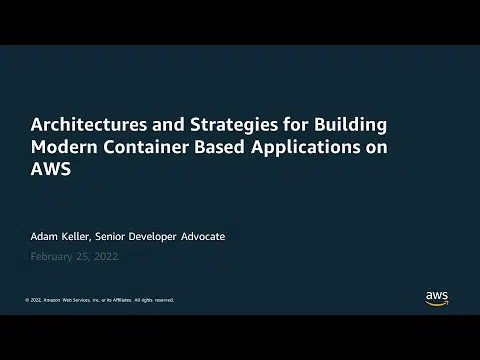 Architectures and Strategies for Building
Modern Container Based Applications on
AWS
Adam Keller, Senior Developer Advocate
February 25, 2022
© 2022, Amazon Web Services, Inc. or its Affiliates. All rights reserved.
aws